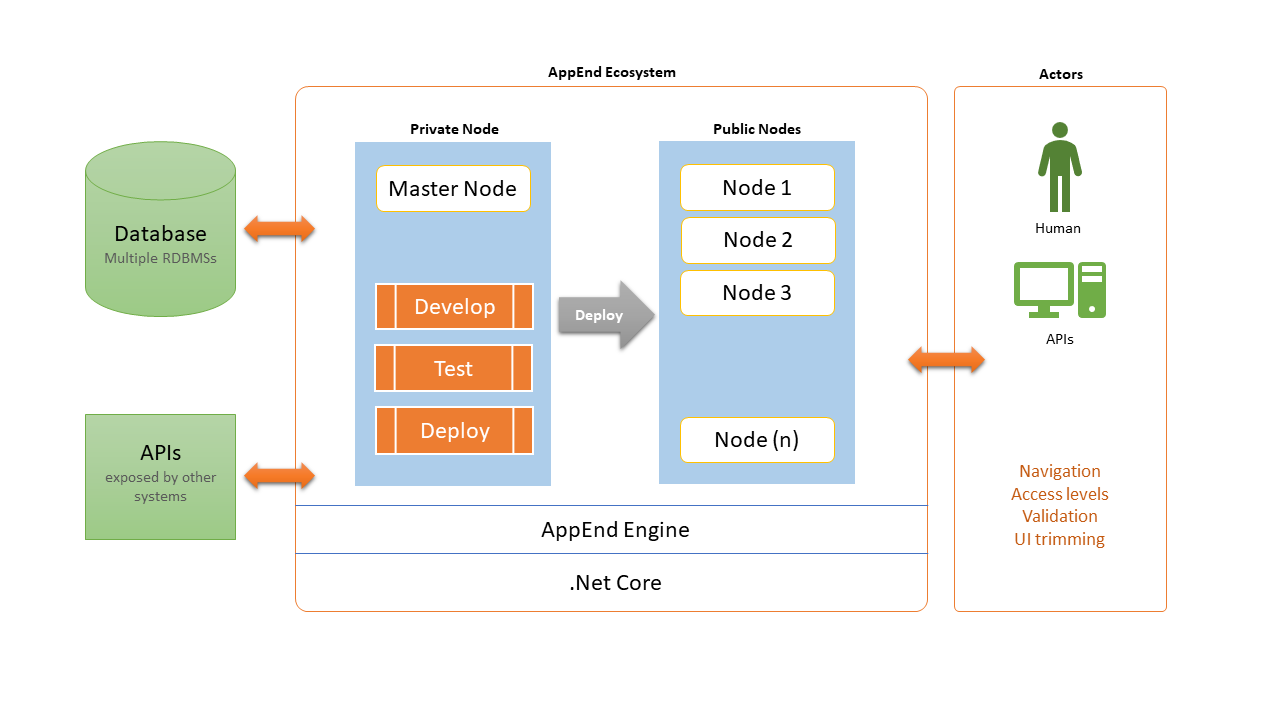 AppEnd Ecosystem
Actors
Private Node
Public Nodes
Master Node
Node 1
Node 2
Node 3
Node (n)
Develop
Test
Deploy
Deploy
Database
Multiple RDBMSs
APIs
exposed by other
systems
Human
APIs
Navigation
Access levels
Validation
UI trimming
AppEnd Engine
.Net Core